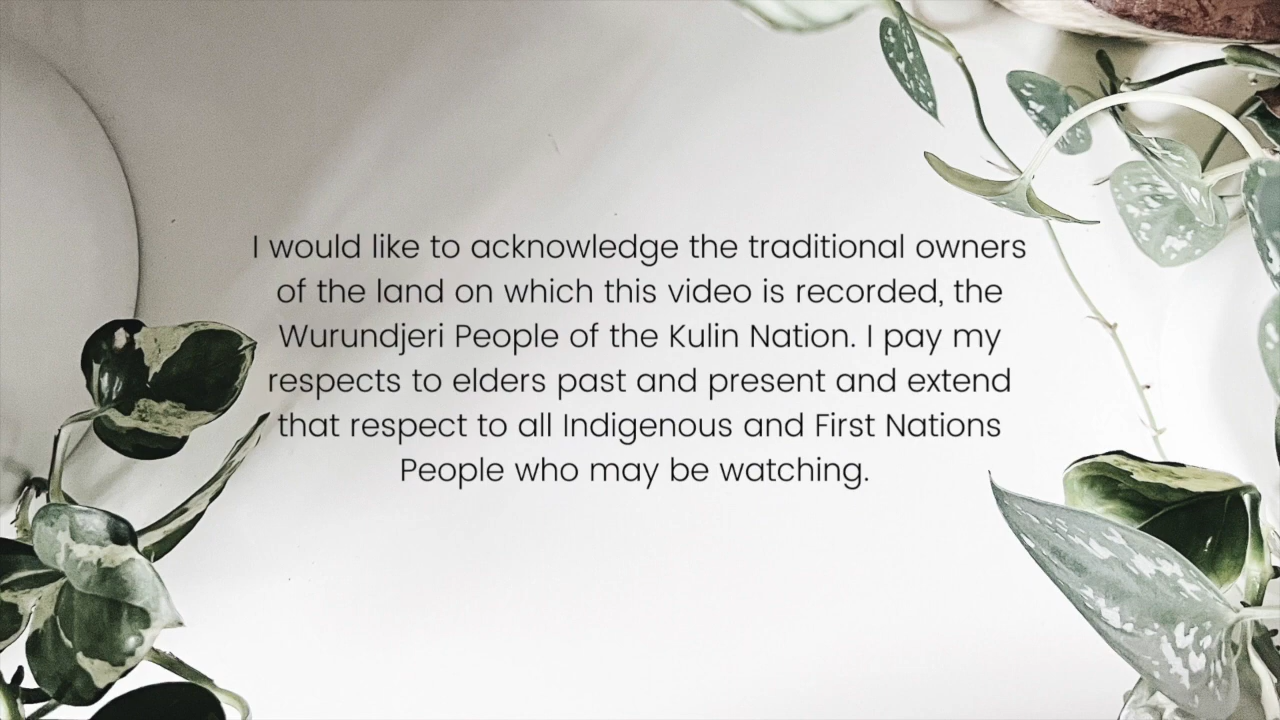 I would like to acknowledge the traditional owners
of the land on which this video is recorded, the
Wurundjeri People of the Kulin Nation. I pay my
respects to elders past and present and extend
that respect to all Indigenous and First Nations
People who may be watching.